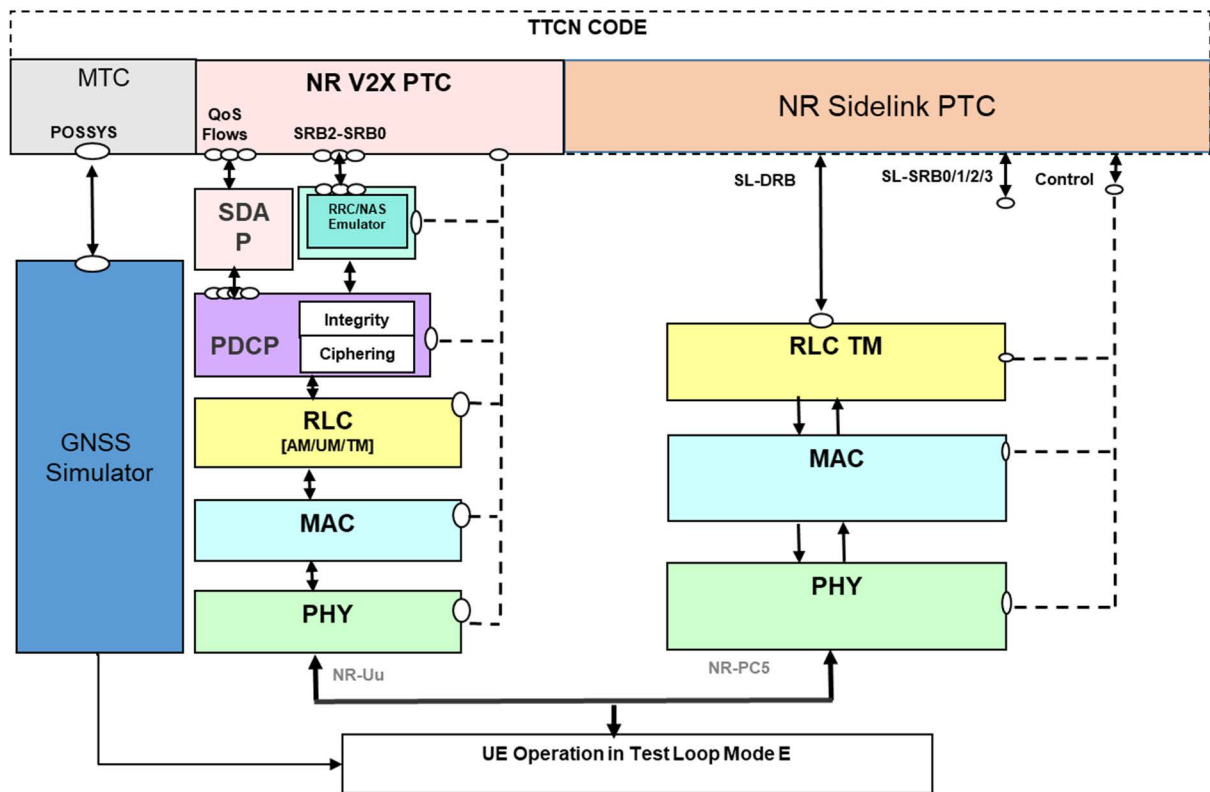 TTCN CODE
MTC
NR V2X PTC
NR Sidelink PTC
POSSYS
QoS
Flows
SRB2-SRB0
SL-DRB
SL-SRB0/1/2/3
Control
SDA
P
RRC/NAS
Emulator
PDCP
Integrity
Ciphering
RLC
[AM/UM/TM]
MAC
PHY
GNSS
Simulator
RLC TM
MAC
PHY
NR-Uu
NR-PC5
UE Operation in Test Loop Mode E